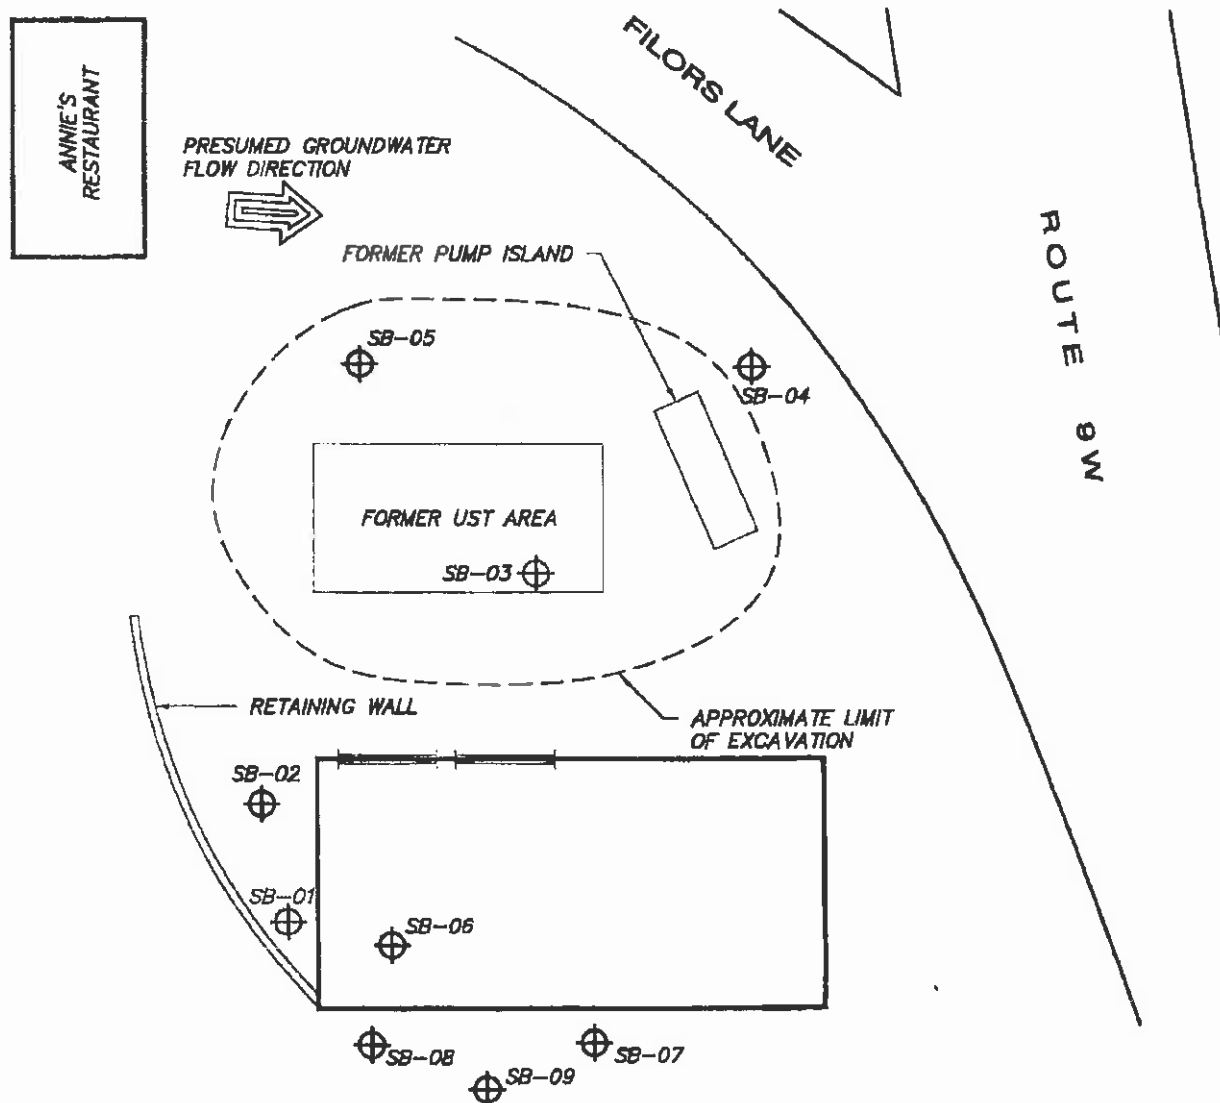 ANNIE'S
RESTAURANT
FILORS LANE
PRESUMED GROUNDWATER
FLOW DIRECTION
ROUTE 9W
FORMER PUMP ISLAND
SB-05
SB-04
FORMER UST AREA
SB-03
RETAINING WALL
APPROXIMATE LIMIT
OF EXCAVATION
SB-02
SB-01
SB-06
SB-08
SB-07
SB-09